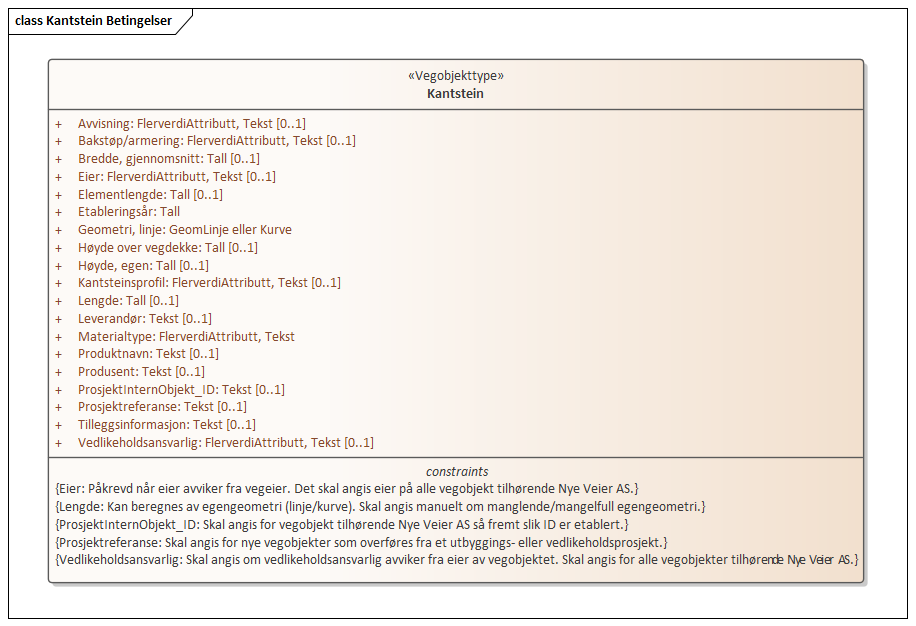 class Kantstein Betingelser
«Vegobjekttype»
Kantstein
+ Avvisning: FlerverdiAttributt, Tekst [0..1]
+ Bakstøp/armering: FlerverdiAttributt, Tekst [0..1]
+ Bredde, gjennomsnitt: Tall [0..1]
+ Eier: FlerverdiAttributt, Tekst [0..1]
+ Elementlengde: Tall [0..1]
+ Etableringsår: Tall
+ Geometri, linje: GeomLinje eller Kurve
+ Høyde over vegdekke: Tall [0..1]
+ Høyde, egen: Tall [0..1]
+ Kantsteinsprofil: FlerverdiAttributt, Tekst [0..1]
+ Lengde: Tall [0..1]
+ Leverandør: Tekst [0..1]
+ Materialtype: FlerverdiAttributt, Tekst
+ Produktnavn: Tekst [0..1]
+ Produsent: Tekst [0..1]
+ ProsjektInternObjekt_ID: Tekst [0..1]
+ Prosjektreferanse: Tekst [0..1]
+ Tilleggsinformasjon: Tekst [0..1]
+ Vedlikeholdsansvarlig: FlerverdiAttributt, Tekst [0..1]
constraints
{Eier: Påkrevd når eier avviker fra vegeier. Det skal angis eier på alle vegobjekt tilhørende Nye Veier AS.}
{Lengde: Kan beregnes av egengeometri (linje/kurve). Skal angis manuelt om manglende/mangelfull egengeometri.}
{ProsjektInternObjekt_ID: Skal angis for vegobjekt tilhørende Nye Veier AS så fremt slik ID er etablert.}
{Prosjektreferanse: Skal angis for nye vegobjekter som overføres fra et utbyggings- eller vedlikeholdsprosjekt.}
{Vedlikeholdsansvarlig: Skal angis om vedlikeholdsansvarlig avviker fra eier av vegobjektet. Skal angis for alle vegobjekter tilhørende Nye Veier AS.}